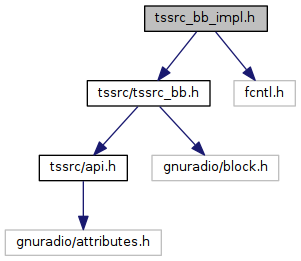 tssrc_bb_impl.h
tssrc/tssrc_bb.h
fcntl.h
tssrc/api.h
gnuradio/block.h
gnuradio/attributes.h